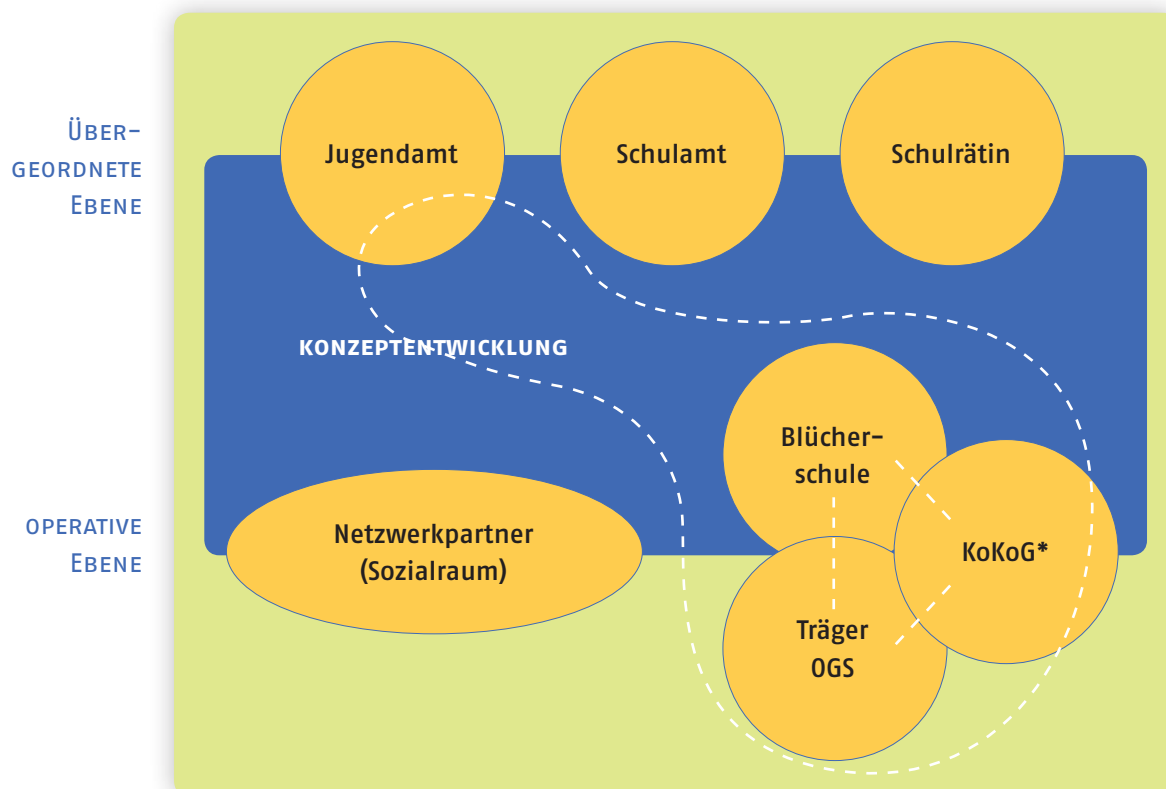 ÜBER-
GEORDNETE
EBENE
Jugendamt
Schulamt
Schulrätin
KONZEPTENTWICKLUNG
Blücher-
schule
OPERATIVE
EBENE
Netzwerkpartner
(Sozialraum)
KoKoG*
Träger
OGS